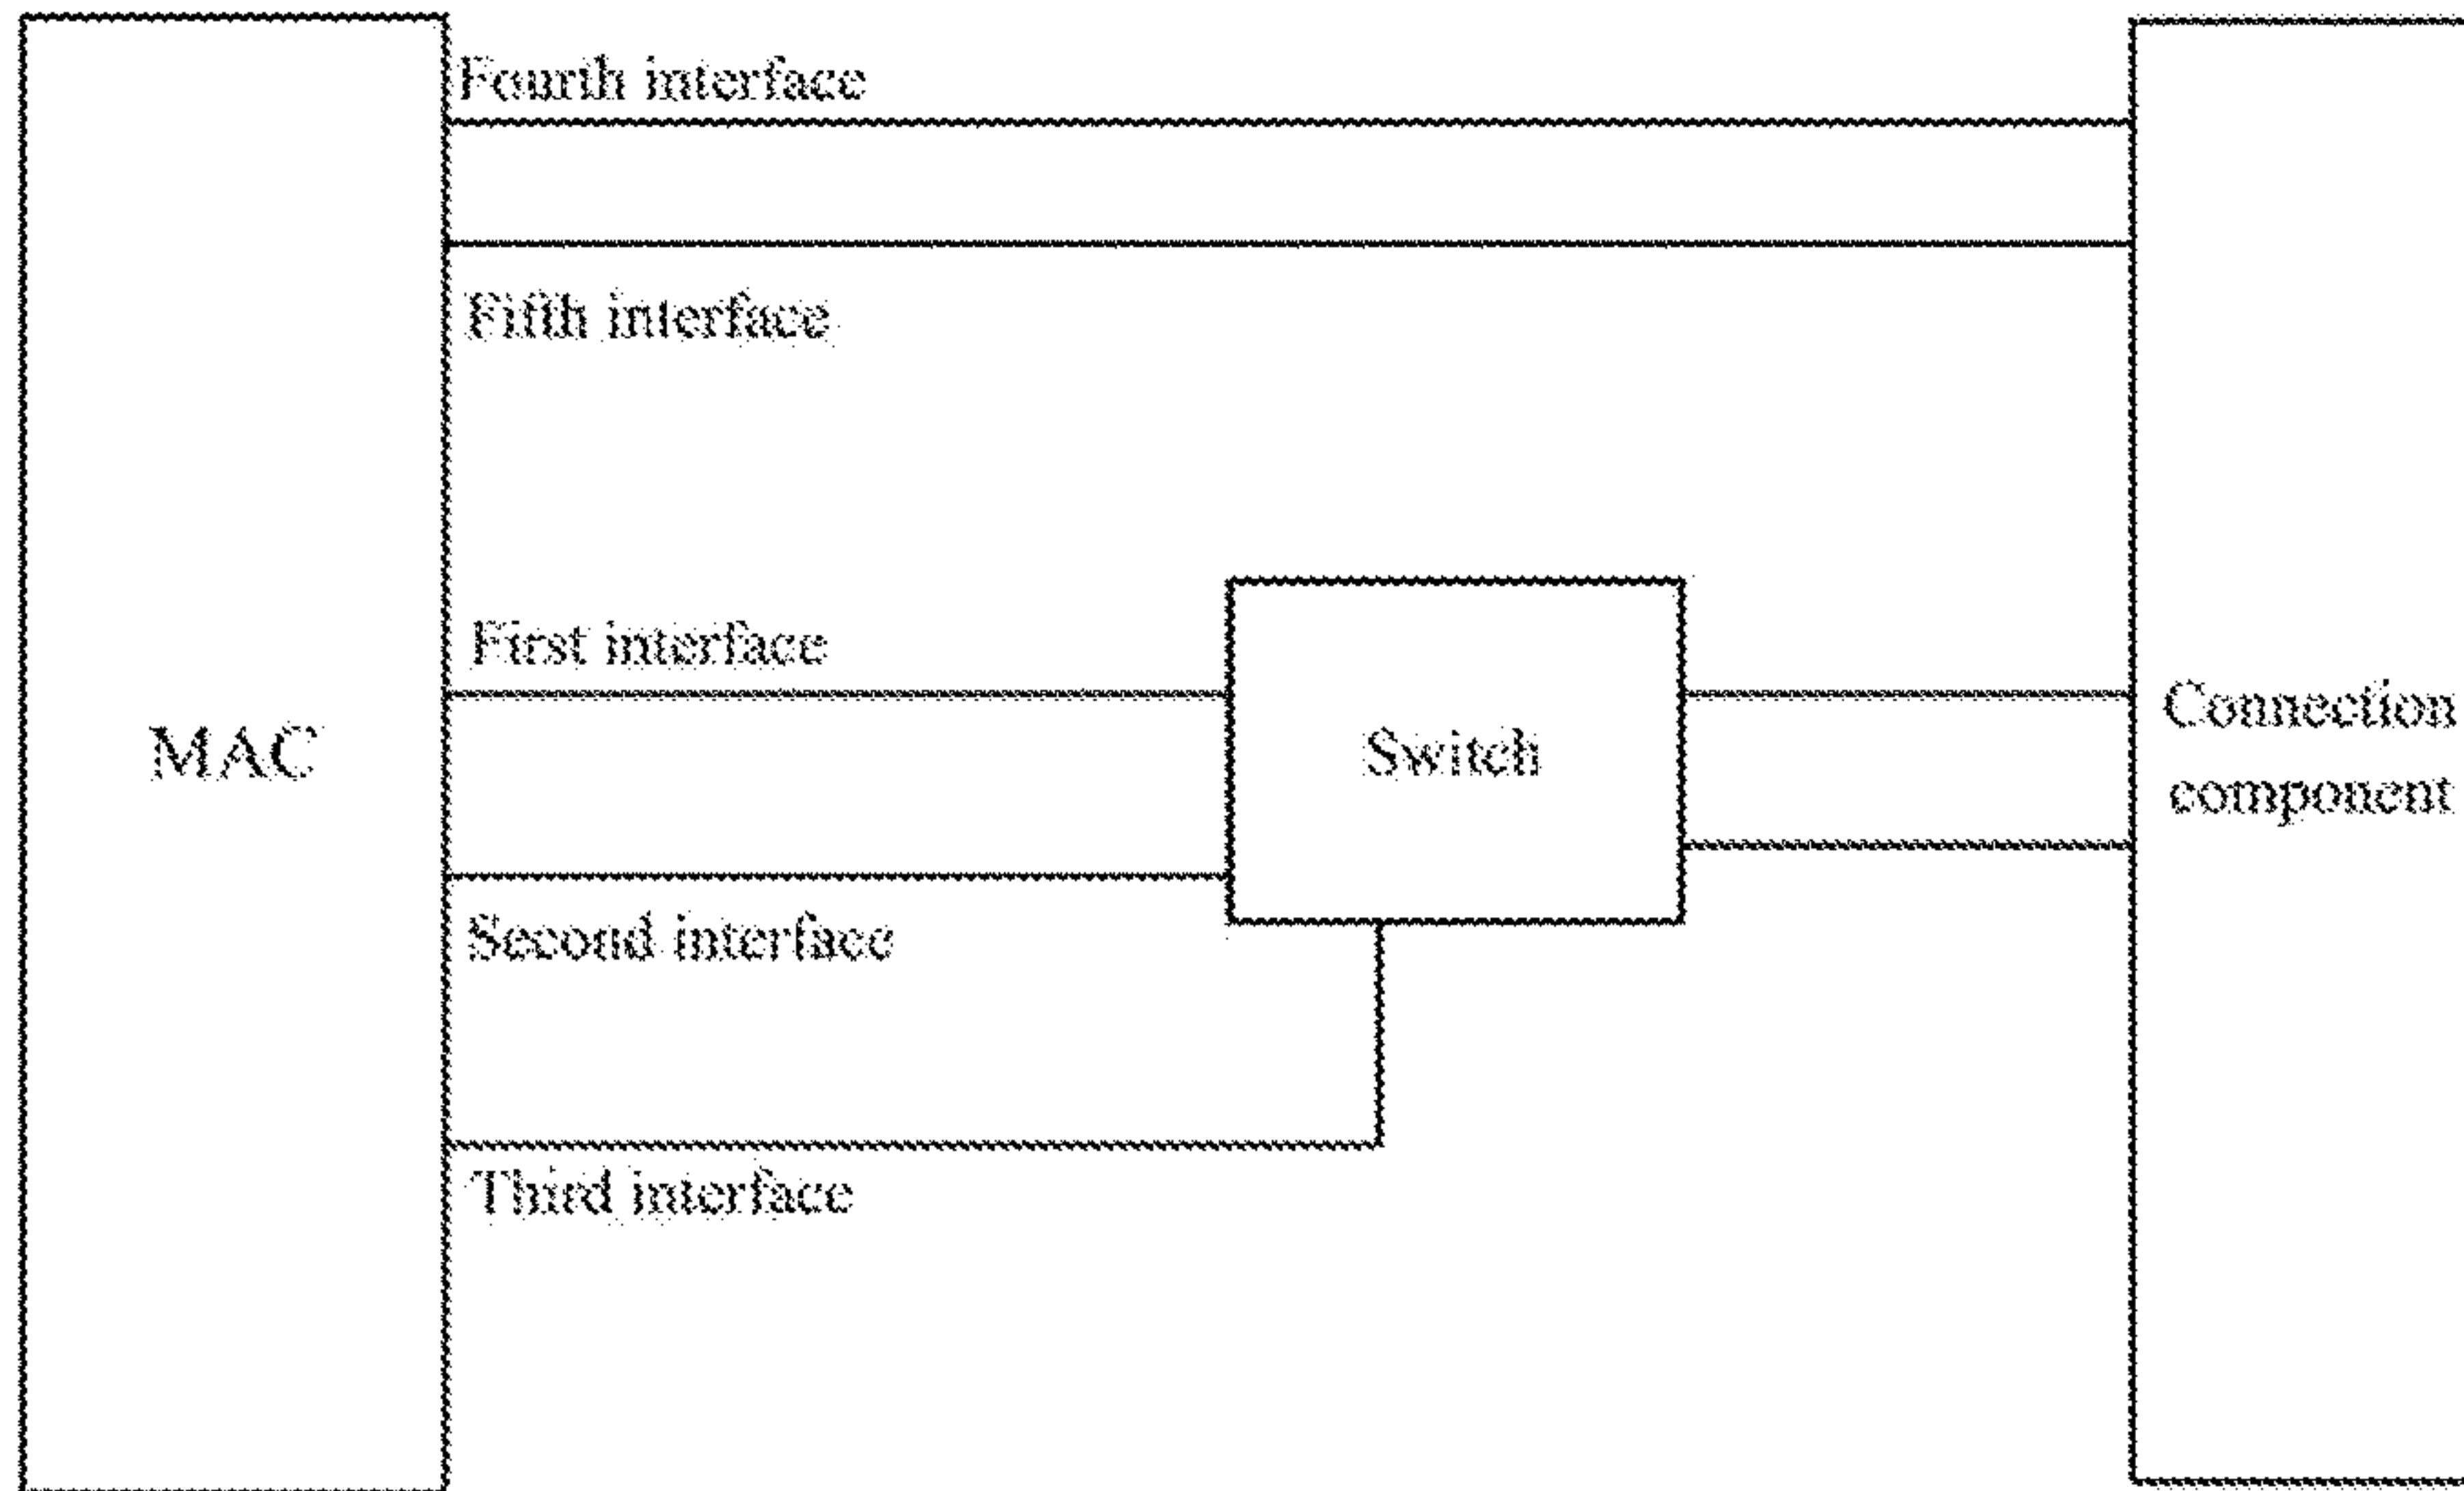 Fourth interface
Fifth interface
First interface
MAC
Switch
Connection
component
Second interface
Third interface